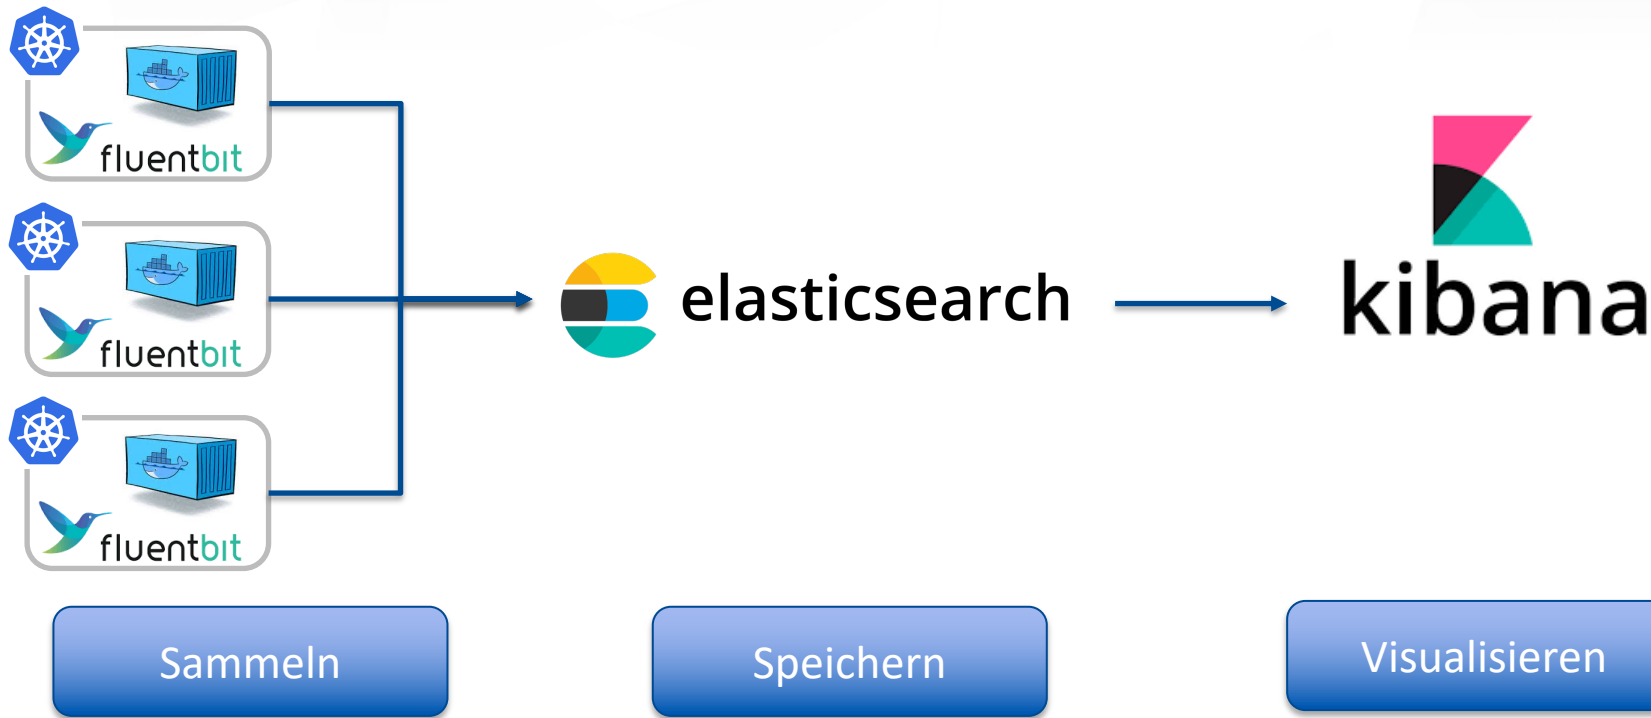 fluentbit
fluentbit
fluentbit
elasticsearch
kibana
Sammeln
Speichern
Visualisieren